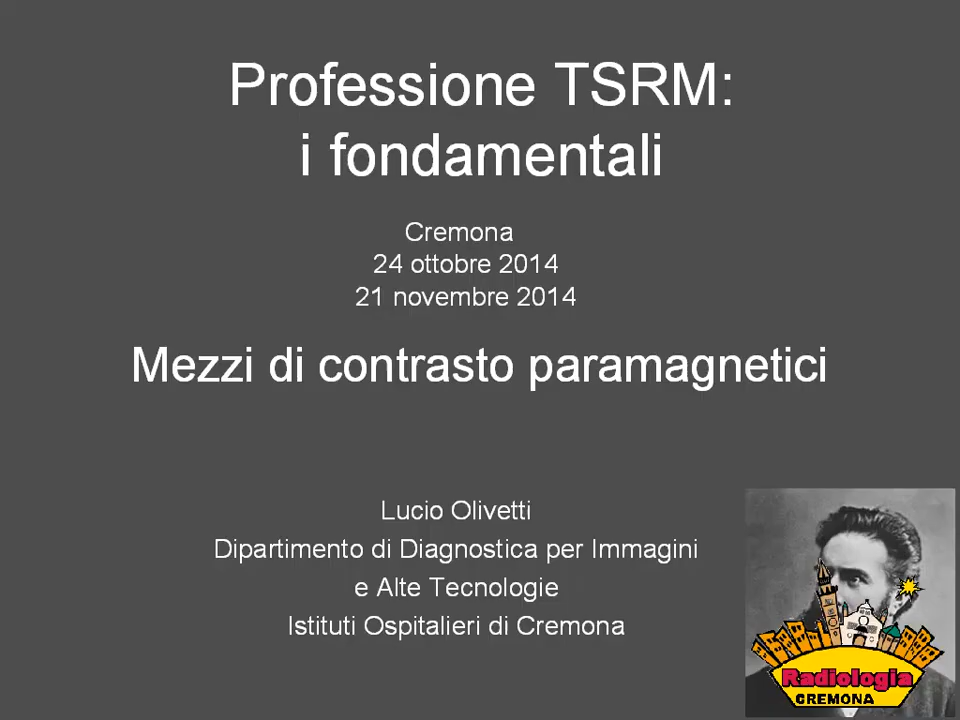 Professione TSRM:
i fondamentali
Cremona
24 ottobre 2014
21 novembre 2014
Mezzi di contrasto paramagnetici
Lucio Olivetti
Dipartimento di Diagnostica per Immagini
e Alte Tecnologie
Istituti Ospitalieri di Cremona
Radiologia
CREMONA